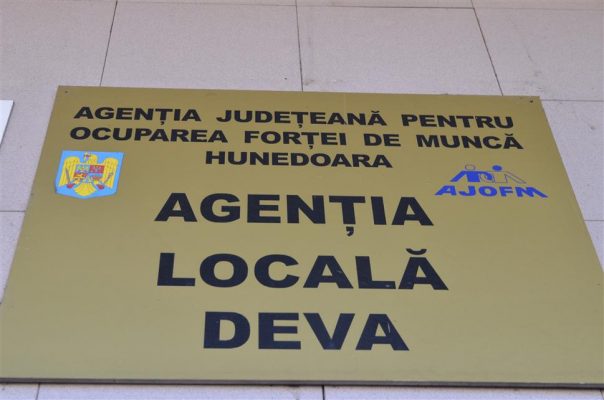 AGENȚIA JUDEȚEANĂ PENTRU
OCUPAREA FORȚEI DE MUNCĂ
HUNEDOARA
AJOFM
AGENȚIA
LOCALĂ
DEVA